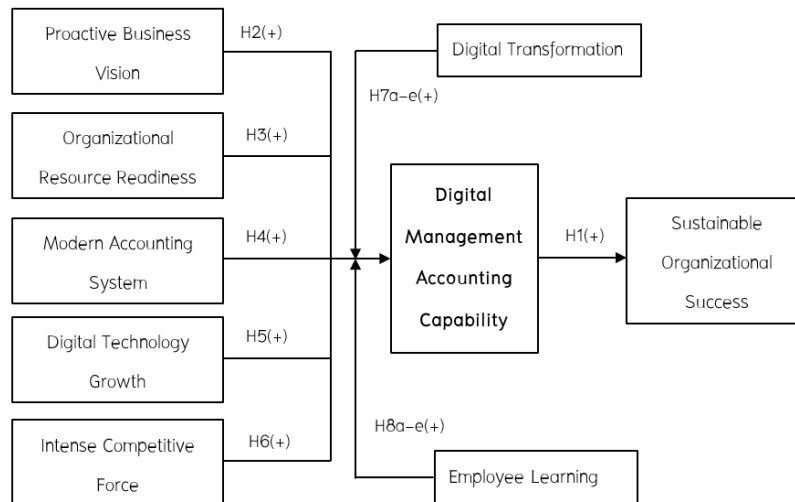 Proactive Business
Vision
H2(+)
Digital Transformation
H7a-e(+)
Organizational
Resource Readiness
H3(+)
Modern Accounting
System
H4(+)
Digital
Management
Accounting
Capability
H1(+)
Sustainable
Organizational
Success
Digital Technology
Growth
H5(+)
H8a-e(+)
Intense Competitive
Force
H6(+)
Employee Learning